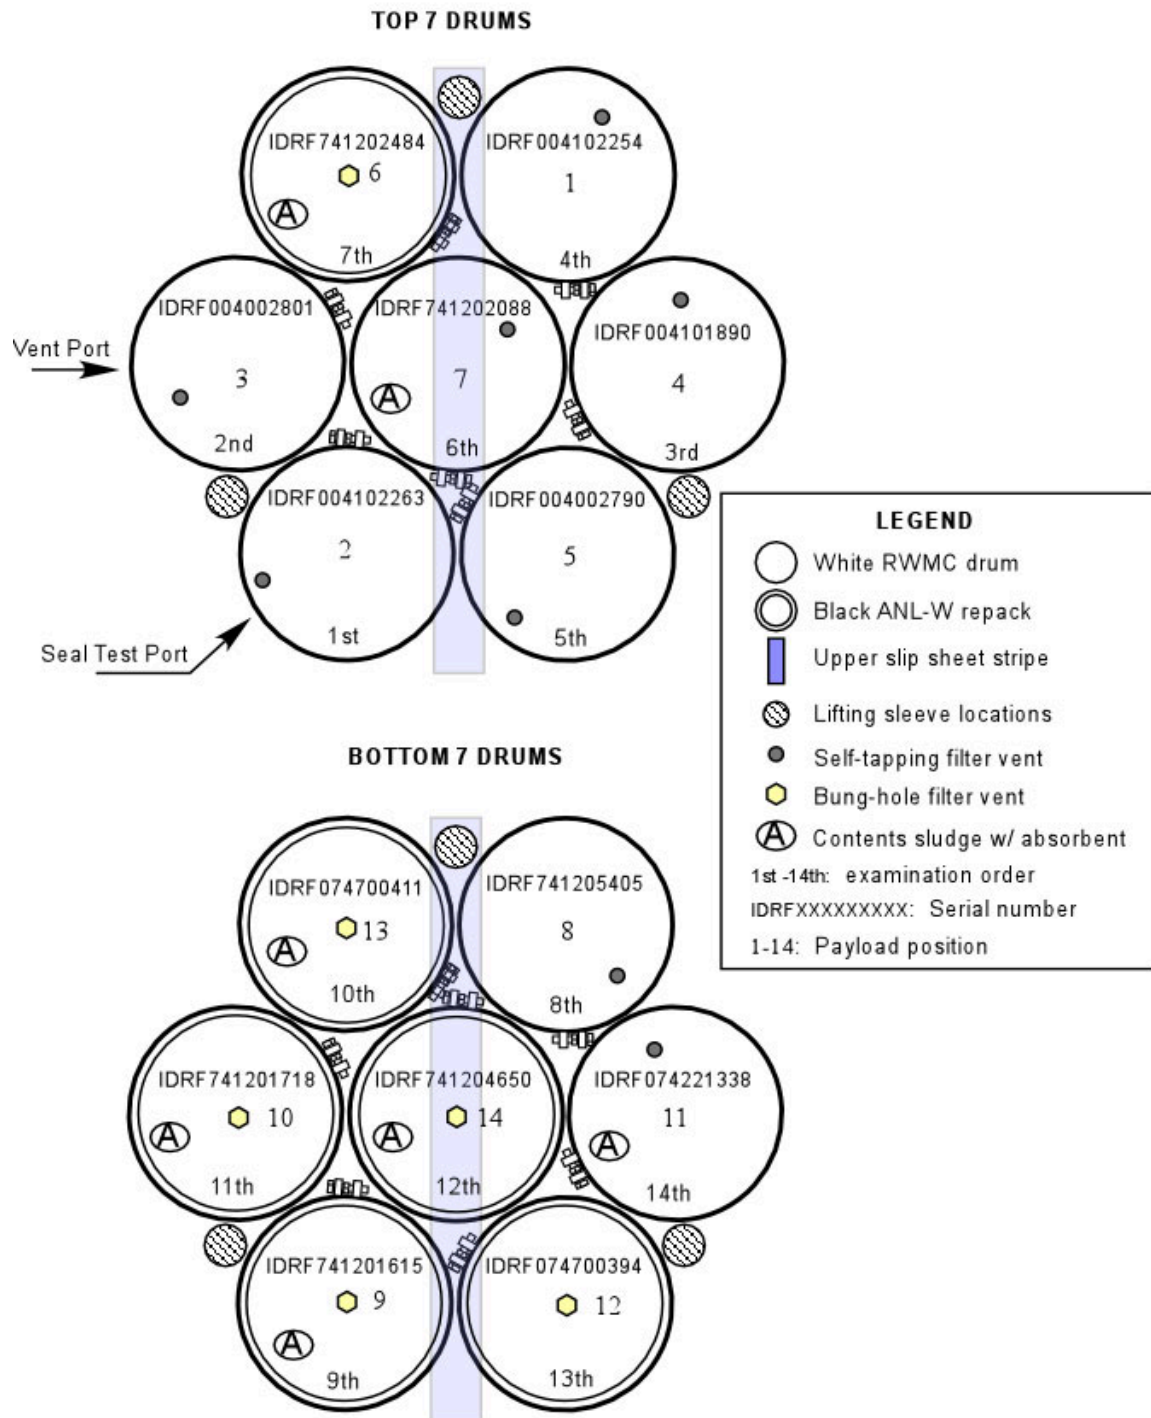 TOP 7 DRUMS
IDRF741202484
6
A
7th
IDRF004102254
1
4th
IDRF004002801
3
2nd
IDRF741202088
7
A
6th
IDRF004101890
4
3rd
Vent Port
IDRF004102263
2
1st
IDRF004002790
5
5th
Seal Test Port
LEGEND
White RWMC drum
Black ANL-W repack
Upper slip sheet stripe
Lifting sleeve locations
Self-tapping filter vent
Bung-hole filter vent
A Contents sludge w/ absorbent
1st -14th: examination order
IDRFXXXXXXXXX: Serial number
1-14: Payload position
BOTTOM 7 DRUMS
IDRF074700411
13
A
10th
IDRF741205405
8
8th
IDRF741201718
10
A
11th
IDRF741204650
14
A
12th
IDRF074221338
11
A
14th
IDRF741201615
9
A
9th
IDRF074700394
12
13th